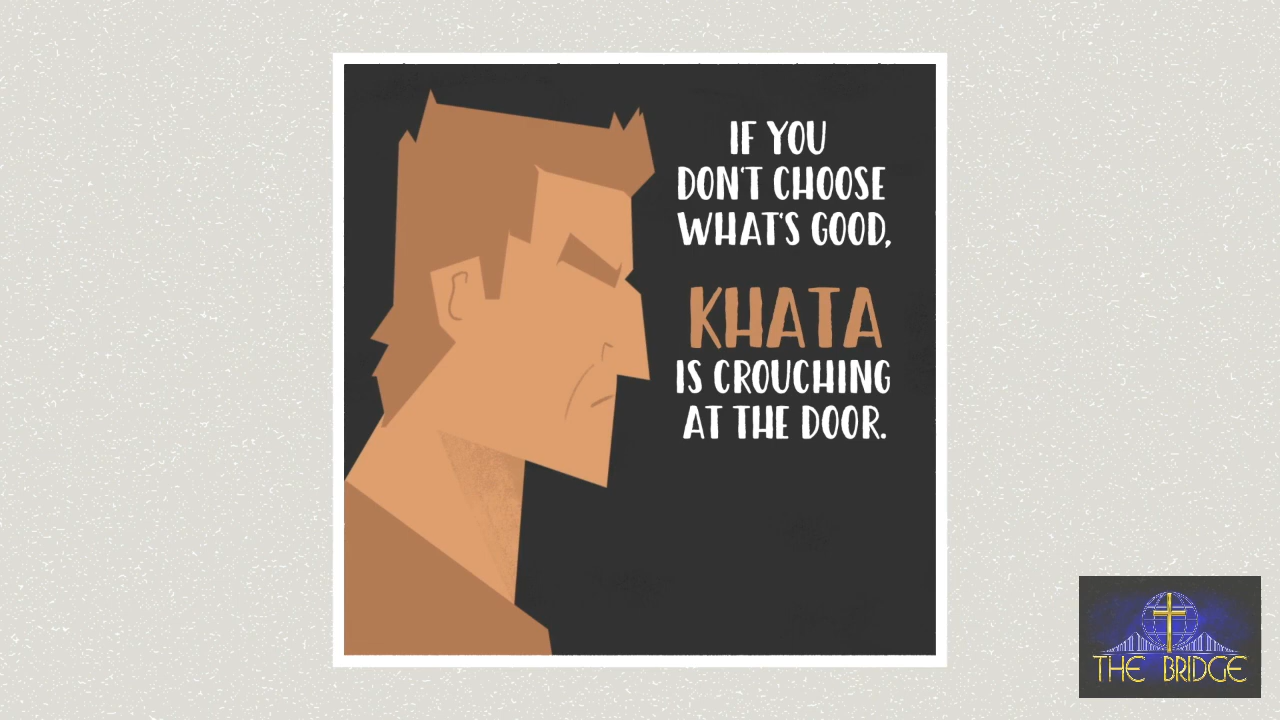 IF YOU
DON'T CHOOSE
WHAT'S GOOD,
KHATA
IS CROUCHING
AT THE DOOR.
THE BRIDGE